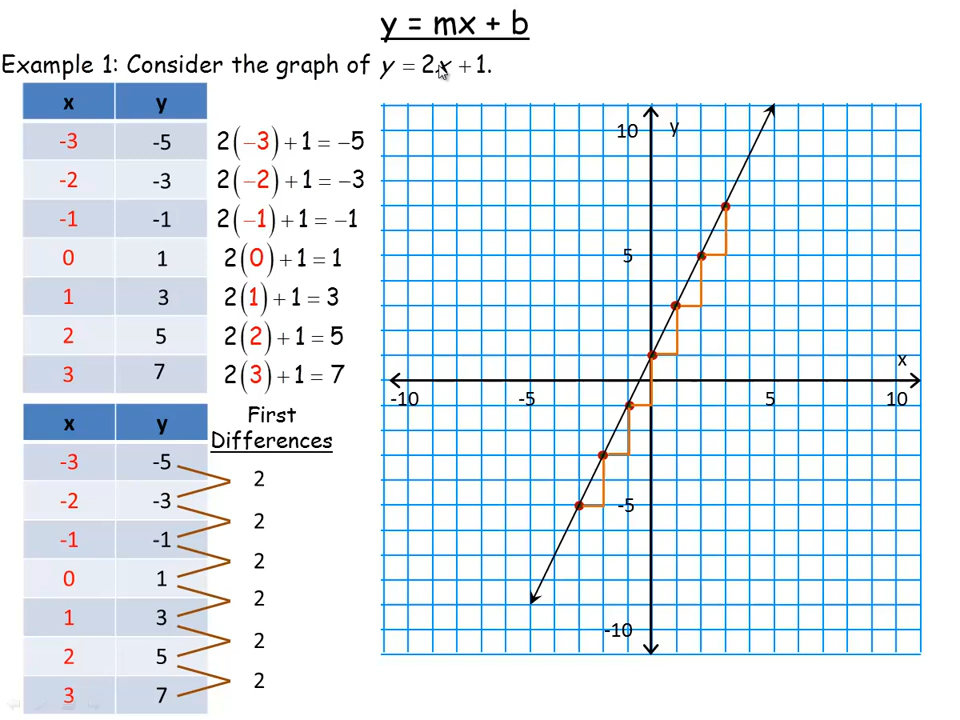 y = mx + b
Example 1: Consider the graph of y = 2x + 1.
x y
-3 -5 2(−3)+1 = −5
-2 -3 2(−2)+1 = −3
-1 -1 2(−1)+1 = −1
0 1 2(0)+1 = 1
1 3 2(1)+1 = 3
2 5 2(2)+1 = 5
3 7 2(3)+1 = 7
x y First Differences
-3 -5
2
-2 -3
2
-1 -1
2
0 1
2
1 3
2
2 5
2
3 7
10 y
5
x
-10 -5 5 10
-5
-10